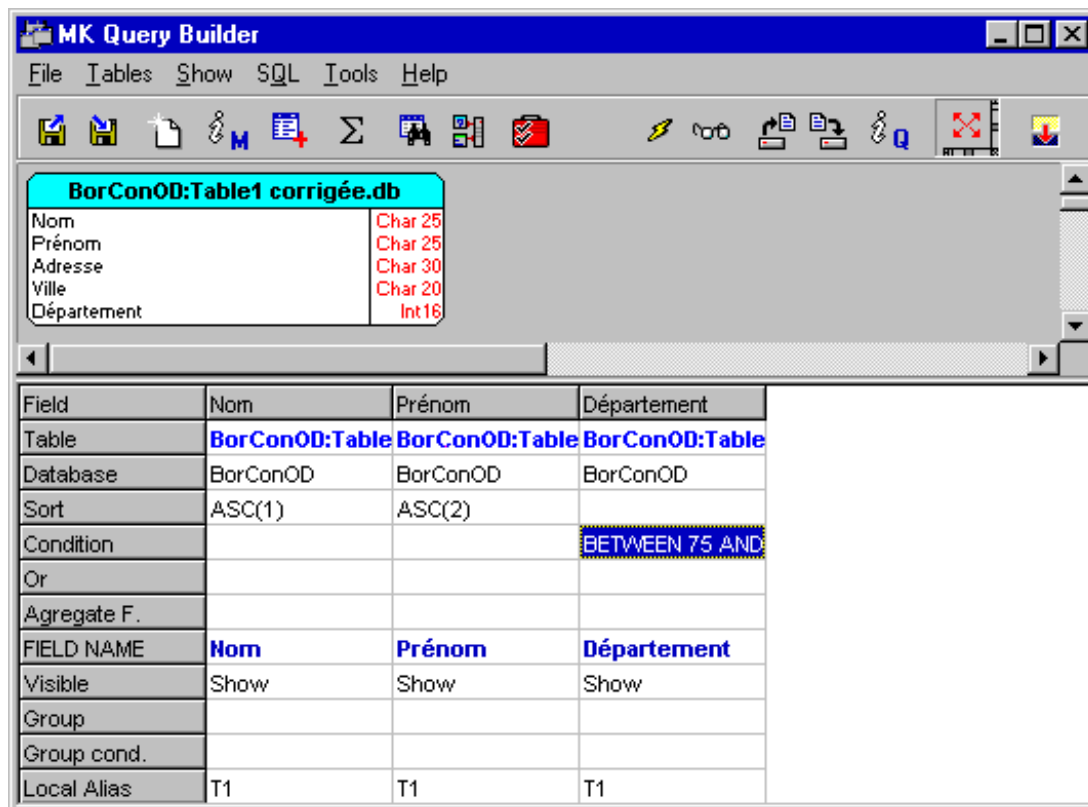 MK Query Builder
File Tables Show SQL Tools Help
M Σ Q
BorConOD:Table1 corrigée.db
Nom Char 25
Prénom Char 25
Adresse Char 30
Ville Char 20
Département Int16
Field Nom Prénom Département
Table BorConOD:Table BorConOD:Table BorConOD:Table
Database BorConOD BorConOD BorConOD
Sort ASC(1) ASC(2)
Condition BETWEEN 75 AND
Or
Agregate F.
FIELD NAME Nom Prénom Département
Visible Show Show Show
Group
Group cond.
Local Alias T1 T1 T1